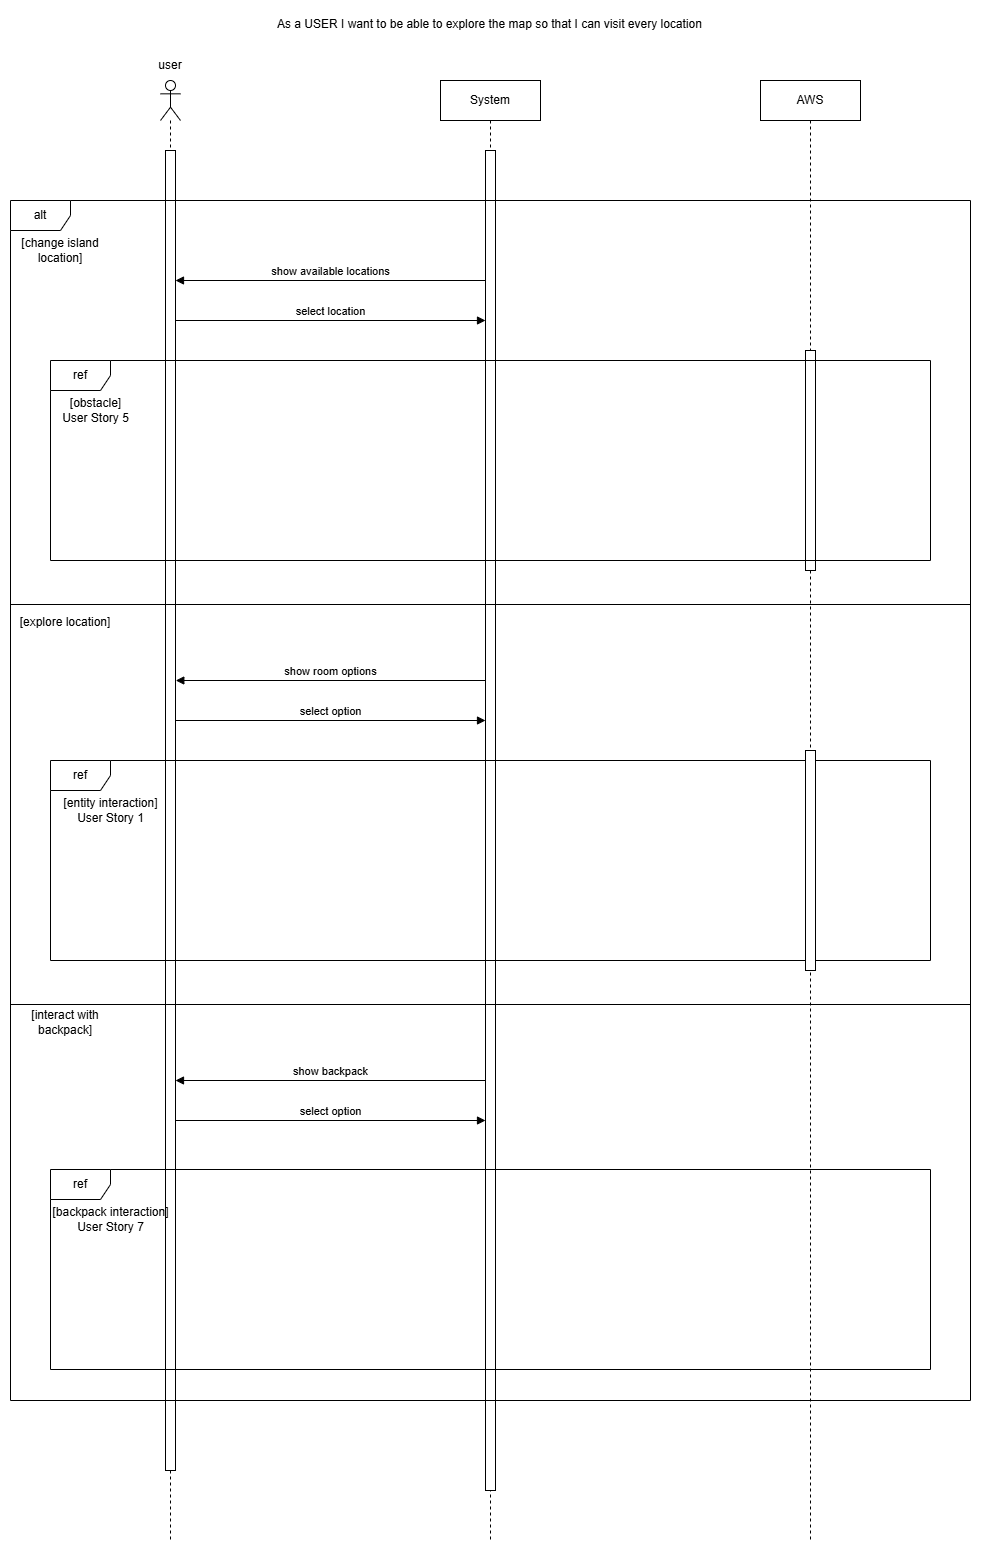 As a USER I want to be able to explore the map so that I can visit every location
user
System
AWS
alt
[change island
location]
show available locations
select location
ref
[obstacle]
User Story 5
[explore location]
show room options
select option
ref
[entity interaction]
User Story 1
[interact with
backpack]
show backpack
select option
ref
[backpack interaction]
User Story 7